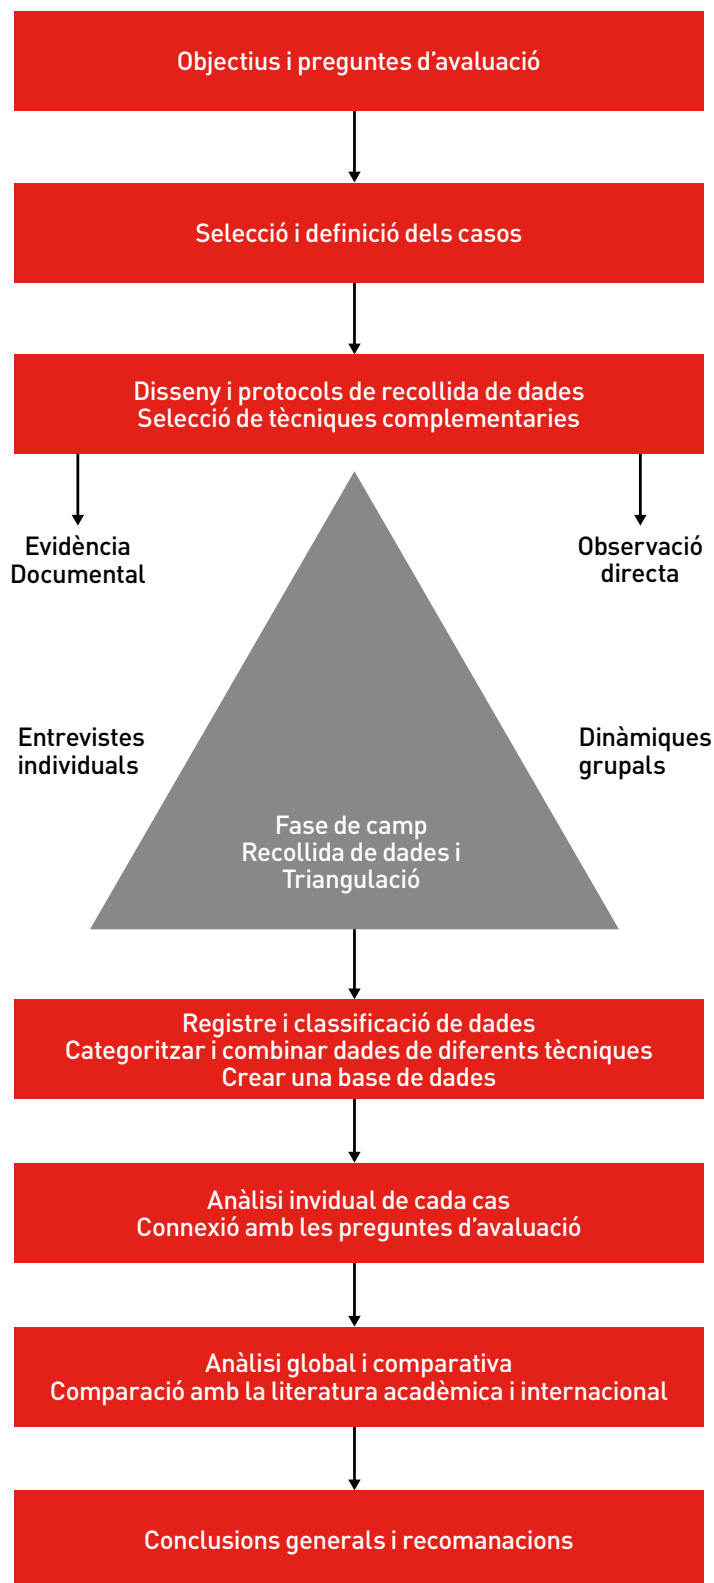 Objectius i preguntes d’avaluació
Selecció i definició dels casos
Disseny i protocols de recollida de dades
Selecció de tècniques complementaries
Evidència
Documental
Observació
directa
Entrevistes
individuals
Dinàmiques
grupals
Fase de camp
Recollida de dades i
Triangulació
Registre i classificació de dades
Categoritzar i combinar dades de diferents tècniques
Crear una base de dades
Anàlisi invidual de cada cas
Connexió amb les preguntes d’avaluació
Anàlisi global i comparativa
Comparació amb la literatura acadèmica i internacional
Conclusions generals i recomanacions